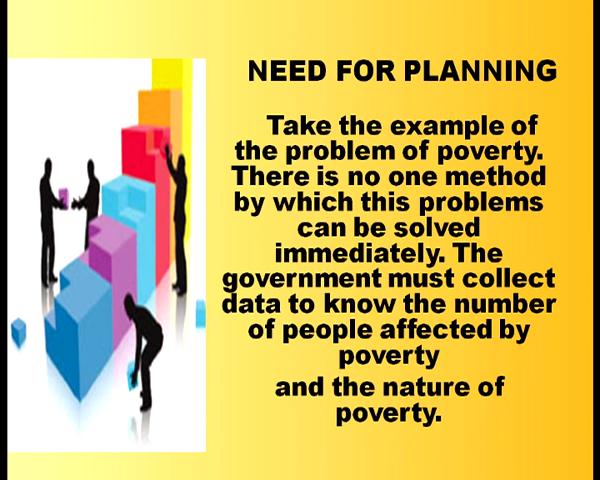 NEED FOR PLANNING
Take the example of
the problem of poverty.
There is no one method
by which this problems
can be solved
immediately. The
government must collect
data to know the number
of people affected by
poverty
and the nature of
poverty.